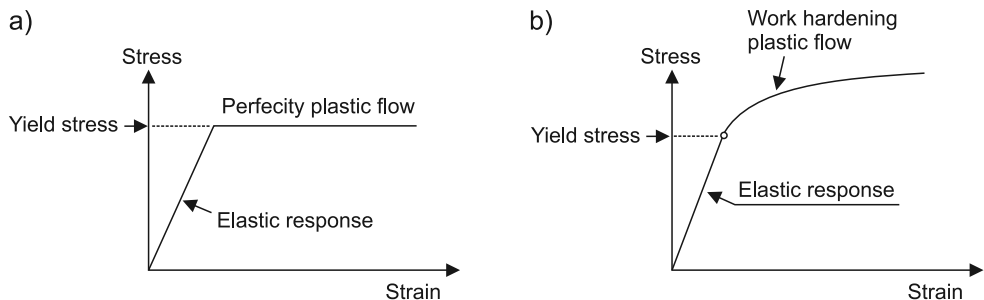 a)
Stress
Yield stress
Perfecity plastic flow
Elastic response
Strain
b)
Work hardening
plastic flow
Stress
Yield stress
Elastic response
Strain